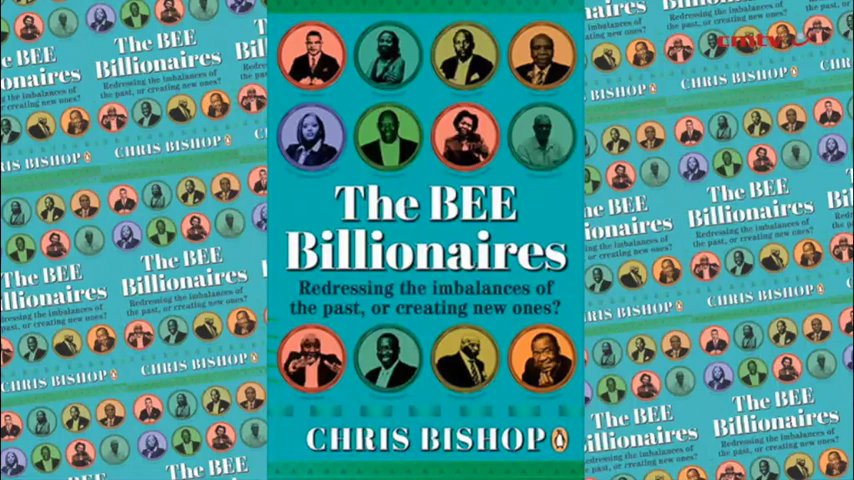 The BEE
Billionaires
Redressing the imbalances of
the past, or creating new ones?
CHRIS BISHOP